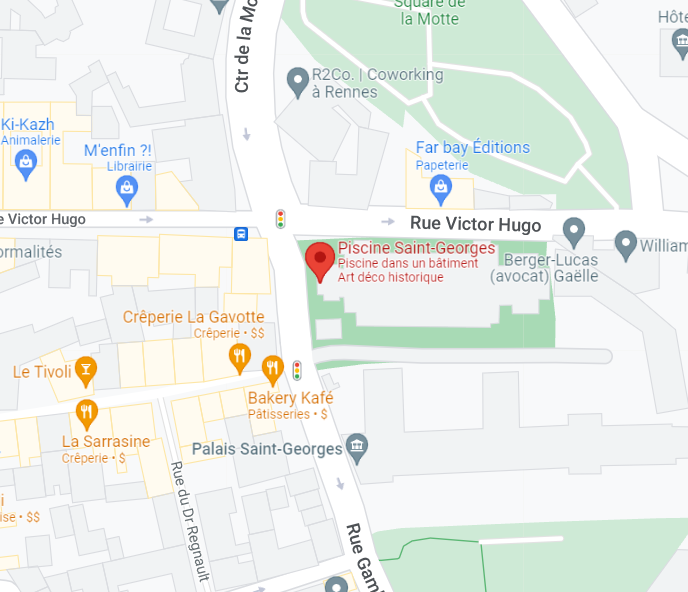 Square de
la Motte
Ctr de la Mo
Hôte
R2Co. | Coworking
à Rennes
Ki-Kazh
Animalerie
M'enfin ?!
Librairie
Far bay Éditions
Papeterie
e Victor Hugo
Rue Victor Hugo
ormalités
Piscine Saint-Georges
Piscine dans un bâtiment
Art déco historique
Berger-Lucas
(avocat) Gaëlle
William
Crêperie La Gavotte
Crêperie • $$
Le Tivoli
Bakery Kafé
Pâtisseries • $
La Sarrasine
Crêperie • $
Palais Saint-Georges
Rue du Dr Regnault
i
ise • $$
Rue Gam